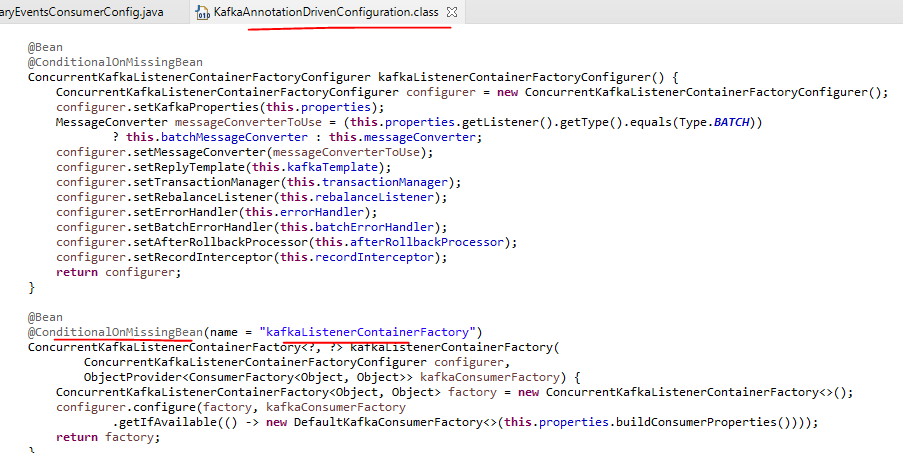 aryEventsConsumerConfig.java KafkaAnnotationDrivenConfiguration.class
@Bean
@ConditionalOnMissingBean
ConcurrentKafkaListenerContainerFactoryConfigurer kafkaListenerContainerFactoryConfigurer() {
ConcurrentKafkaListenerContainerFactoryConfigurer configurer = new ConcurrentKafkaListenerContainerFactoryConfigurer();
configurer.setKafkaProperties(this.properties);
MessageConverter messageConverterToUse = (this.properties.getListener().getType().equals(Type.BATCH))
? this.batchMessageConverter : this.messageConverter;
configurer.setMessageConverter(messageConverterToUse);
configurer.setReplyTemplate(this.kafkaTemplate);
configurer.setTransactionManager(this.transactionManager);
configurer.setRebalanceListener(this.rebalanceListener);
configurer.setErrorHandler(this.errorHandler);
configurer.setBatchErrorHandler(this.batchErrorHandler);
configurer.setAfterRollbackProcessor(this.afterRollbackProcessor);
configurer.setRecordInterceptor(this.recordInterceptor);
return configurer;
}
@Bean
@ConditionalOnMissingBean(name = "kafkaListenerContainerFactory")
ConcurrentKafkaListenerContainerFactory<?, ?> kafkaListenerContainerFactory(
ConcurrentKafkaListenerContainerFactoryConfigurer configurer,
ObjectProvider<ConsumerFactory<Object, Object>> kafkaConsumerFactory) {
ConcurrentKafkaListenerContainerFactory<Object, Object> factory = new ConcurrentKafkaListenerContainerFactory<>();
configurer.configure(factory, kafkaConsumerFactory
.getIfAvailable(() -> new DefaultKafkaConsumerFactory<>(this.properties.buildConsumerProperties())));
return factory;
}